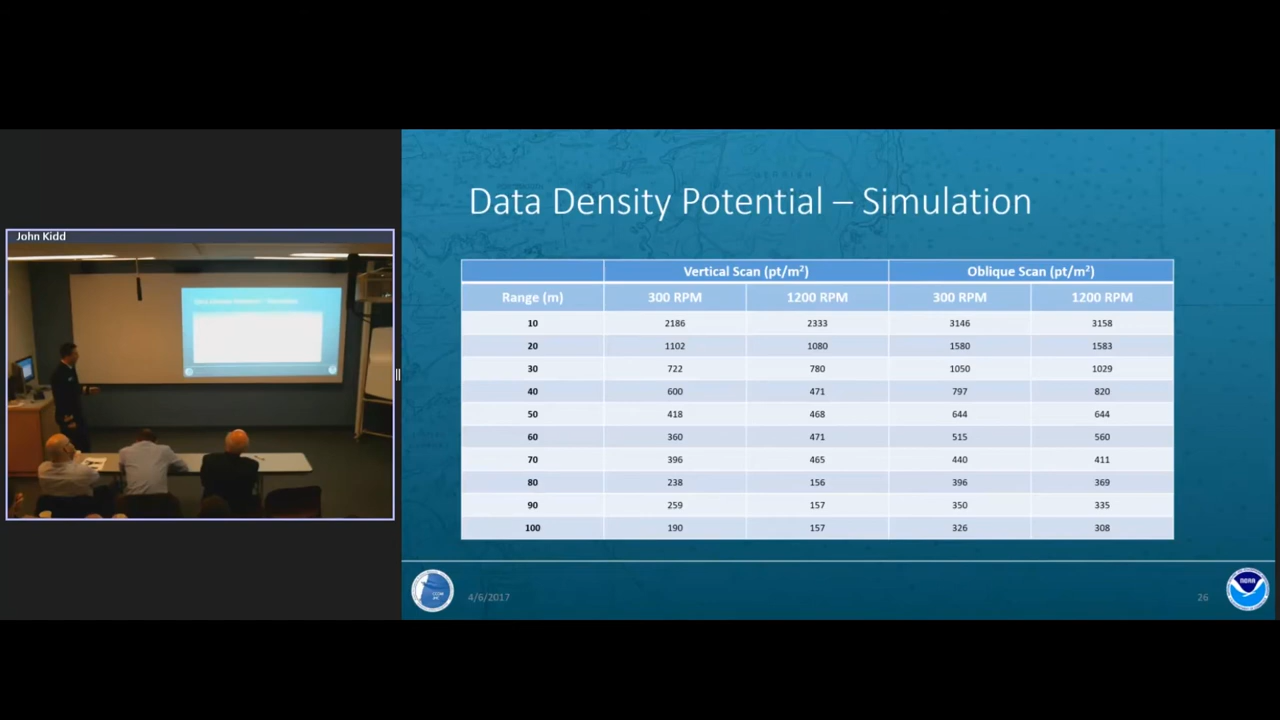 John Kidd
Data Density Potential – Simulation
Vertical Scan (pt/m²) Oblique Scan (pt/m²)
Range (m) 300 RPM 1200 RPM 300 RPM 1200 RPM
10 2186 2333 3146 3158
20 1102 1080 1580 1583
30 722 780 1050 1029
40 600 471 797 820
50 418 468 644 644
60 360 471 515 560
70 396 465 440 411
80 238 156 396 369
90 259 157 350 335
100 190 157 326 308
4/6/2017
26
NOAA